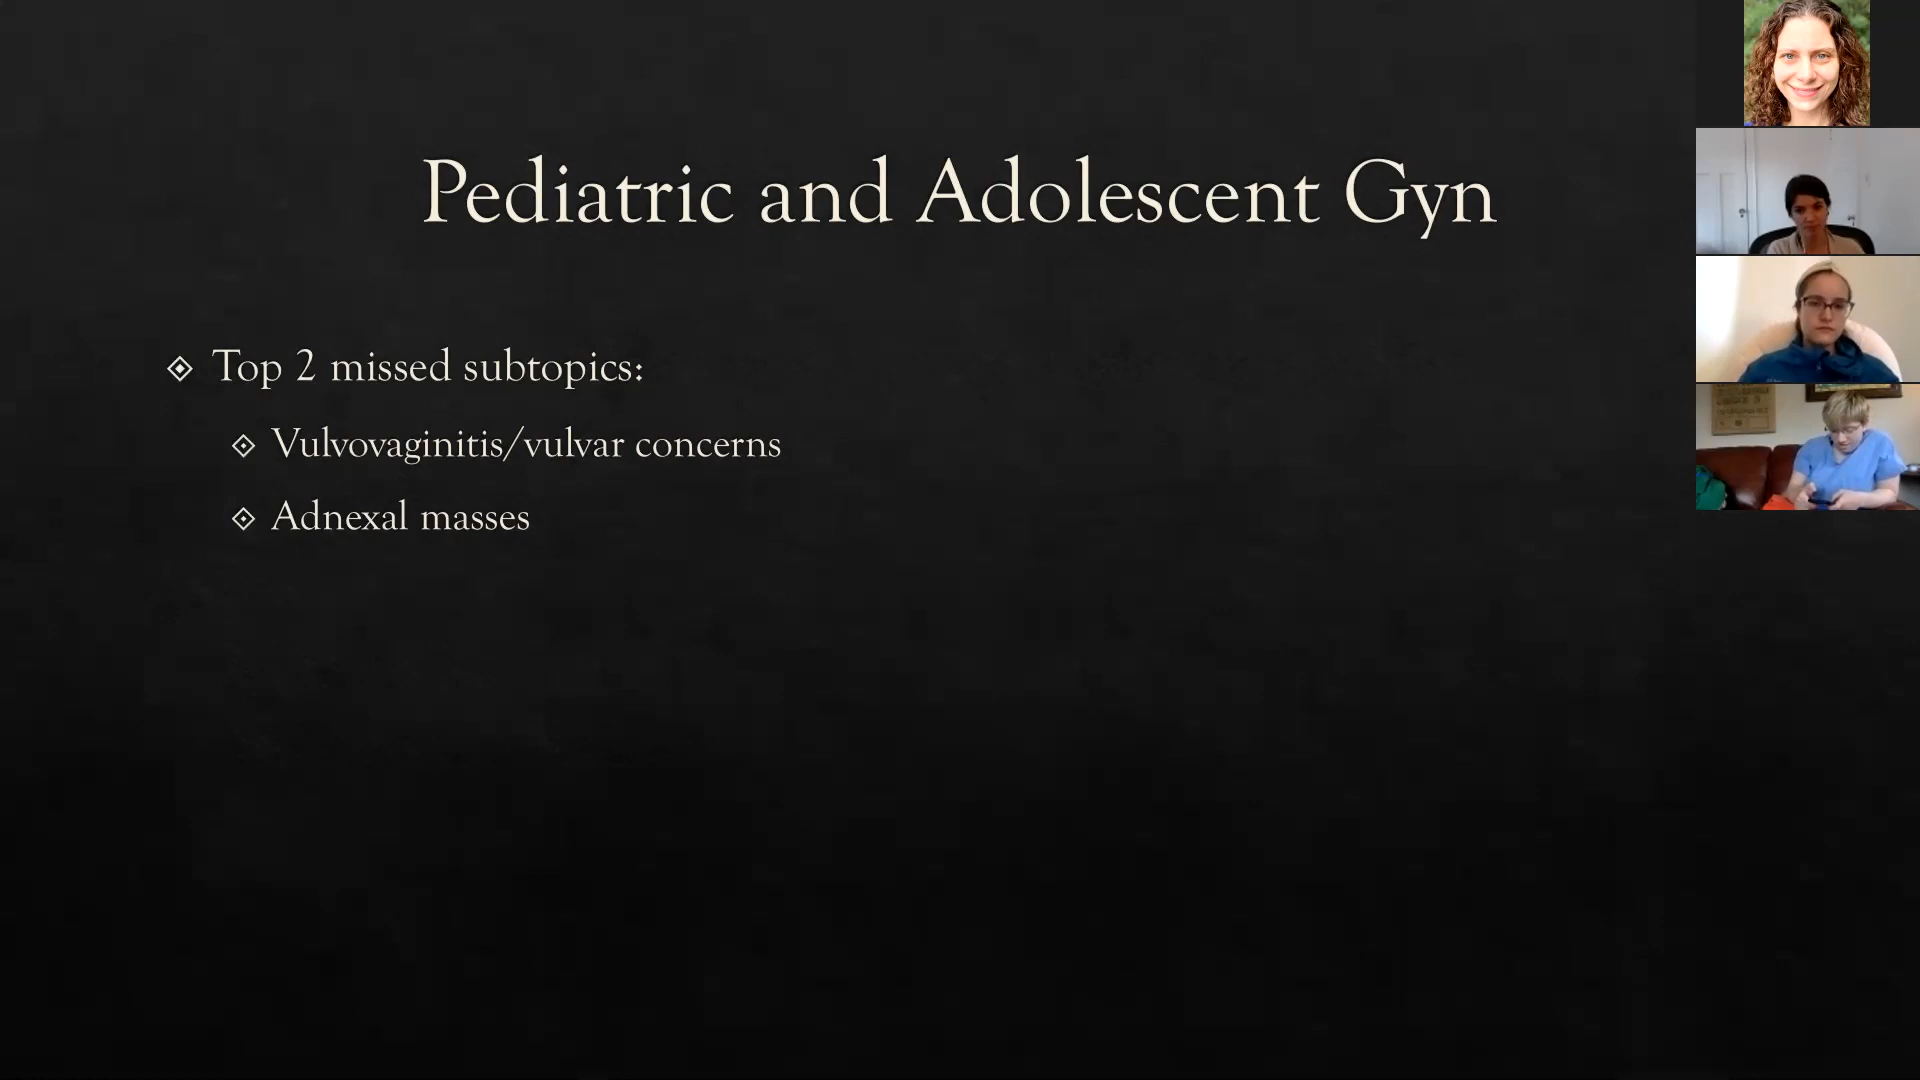 Pediatric and Adolescent Gyn
Top 2 missed subtopics:
Vulvovaginitis/vulvar concerns
Adnexal masses